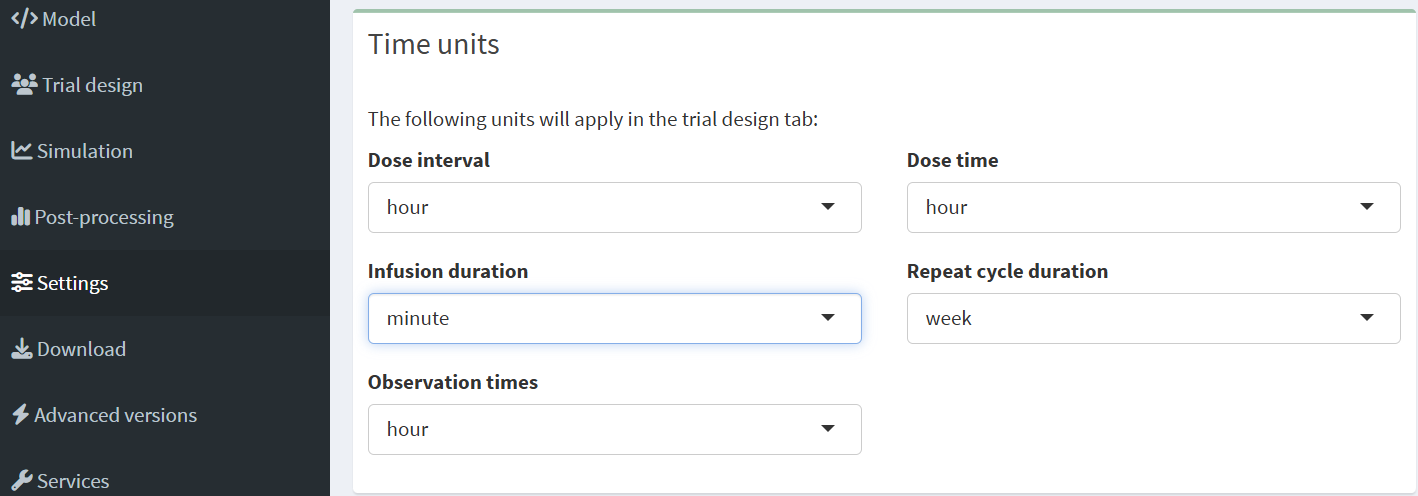 Model
Trial design
Simulation
Post-processing
Settings
Download
Advanced versions
Services
Time units
The following units will apply in the trial design tab:
Dose interval
hour
Dose time
hour
Infusion duration
minute
Repeat cycle duration
week
Observation times
hour